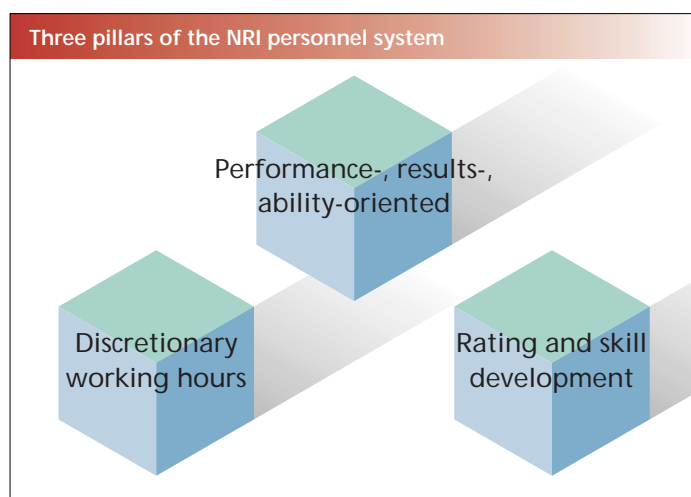 Three pillars of the NRI personnel system
Performance-, results-,
ability-oriented
Discretionary
working hours
Rating and skill
development